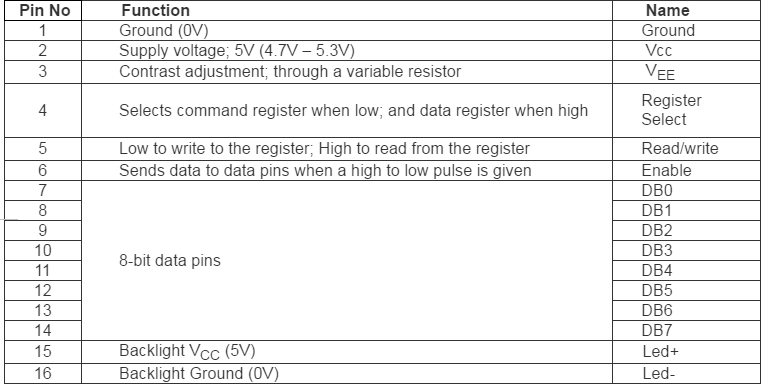 Pin No Function Name
1 Ground (0V) Ground
2 Supply voltage; 5V (4.7V – 5.3V) Vcc
3 Contrast adjustment; through a variable resistor VEE
4 Selects command register when low; and data register when high Register Select
5 Low to write to the register; High to read from the register Read/write
6 Sends data to data pins when a high to low pulse is given Enable
7 8-bit data pins DB0
8 DB1
9 DB2
10 DB3
11 DB4
12 DB5
13 DB6
14 DB7
15 Backlight VCC (5V) Led+
16 Backlight Ground (0V) Led-